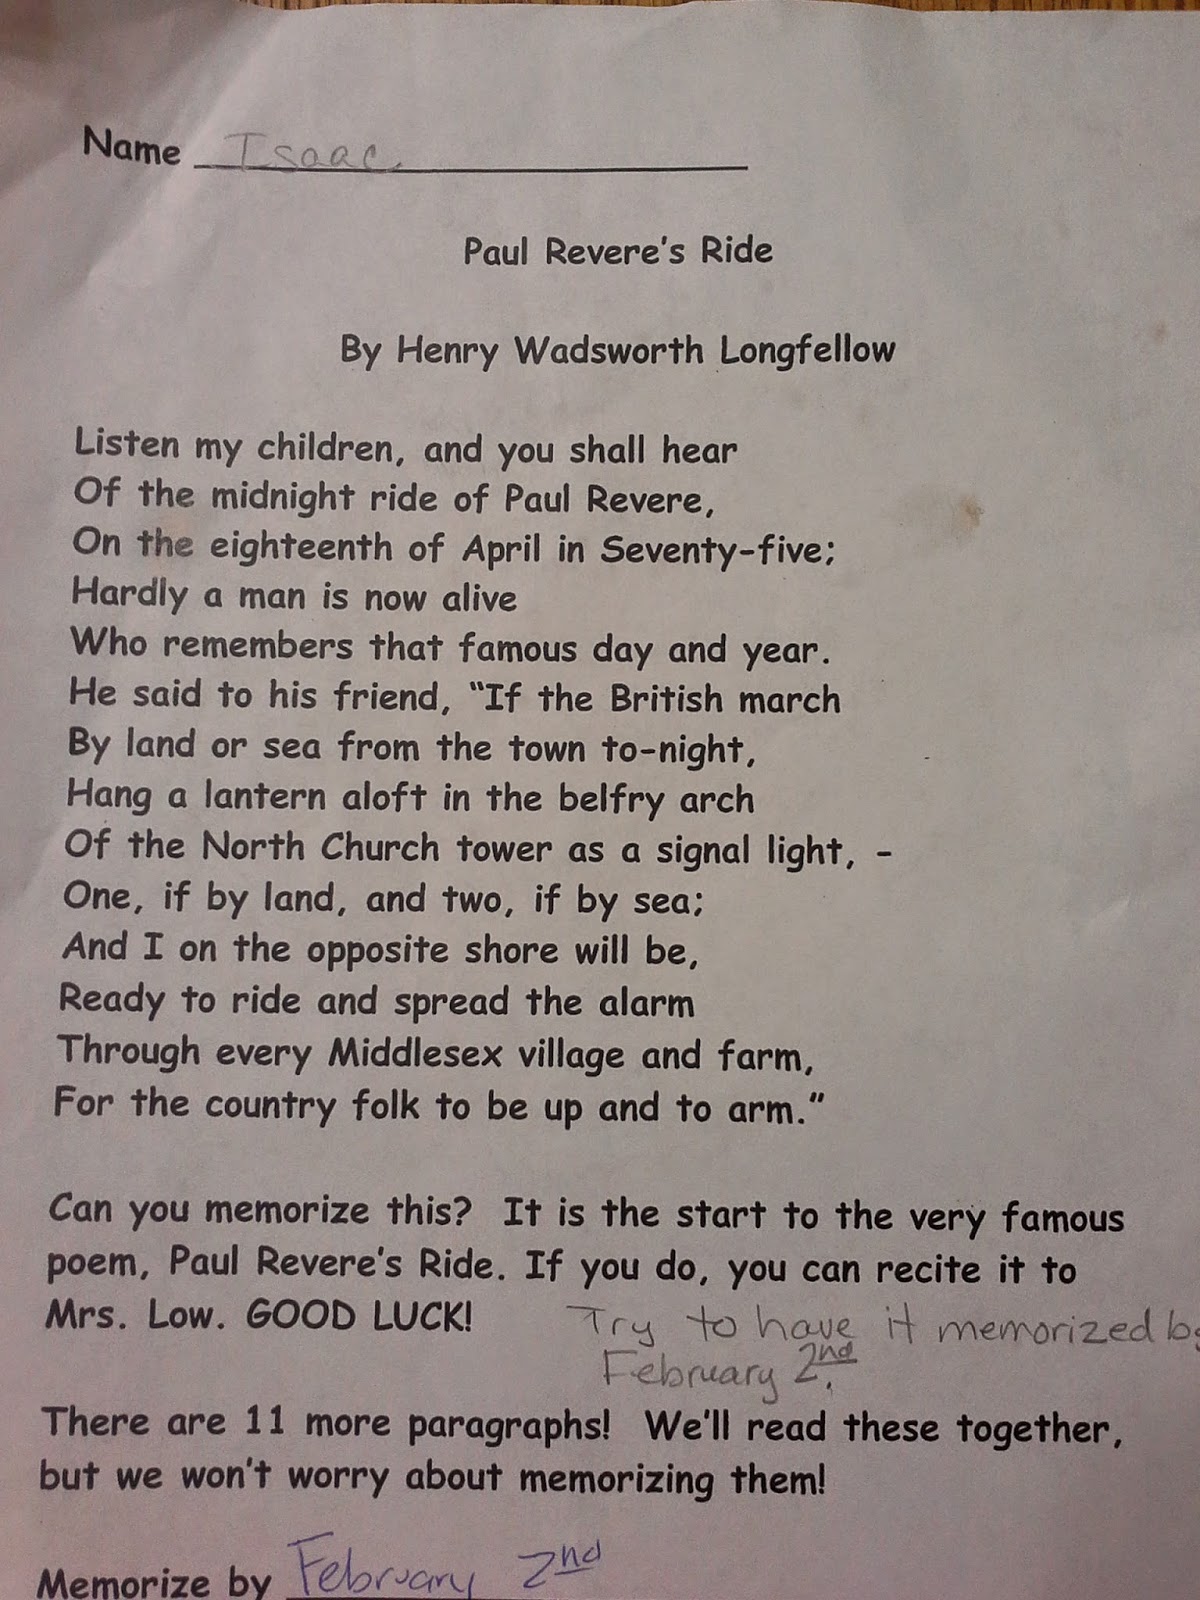 Name Isaac
Paul Revere's Ride
By Henry Wadsworth Longfellow
Listen my children, and you shall hear
Of the midnight ride of Paul Revere,
On the eighteenth of April in Seventy-five;
Hardly a man is now alive
Who remembers that famous day and year.
He said to his friend, “If the British march
By land or sea from the town to-night,
Hang a lantern aloft in the belfry arch
Of the North Church tower as a signal light, -
One, if by land, and two, if by sea;
And I on the opposite shore will be,
Ready to ride and spread the alarm
Through every Middlesex village and farm,
For the country folk to be up and to arm.”
Can you memorize this? It is the start to the very famous
poem, Paul Revere's Ride. If you do, you can recite it to
Mrs. Low. GOOD LUCK! Try to have it memorized by
February 2nd.
There are 11 more paragraphs! We'll read these together,
but we won't worry about memorizing them!
Memorize by February 2nd